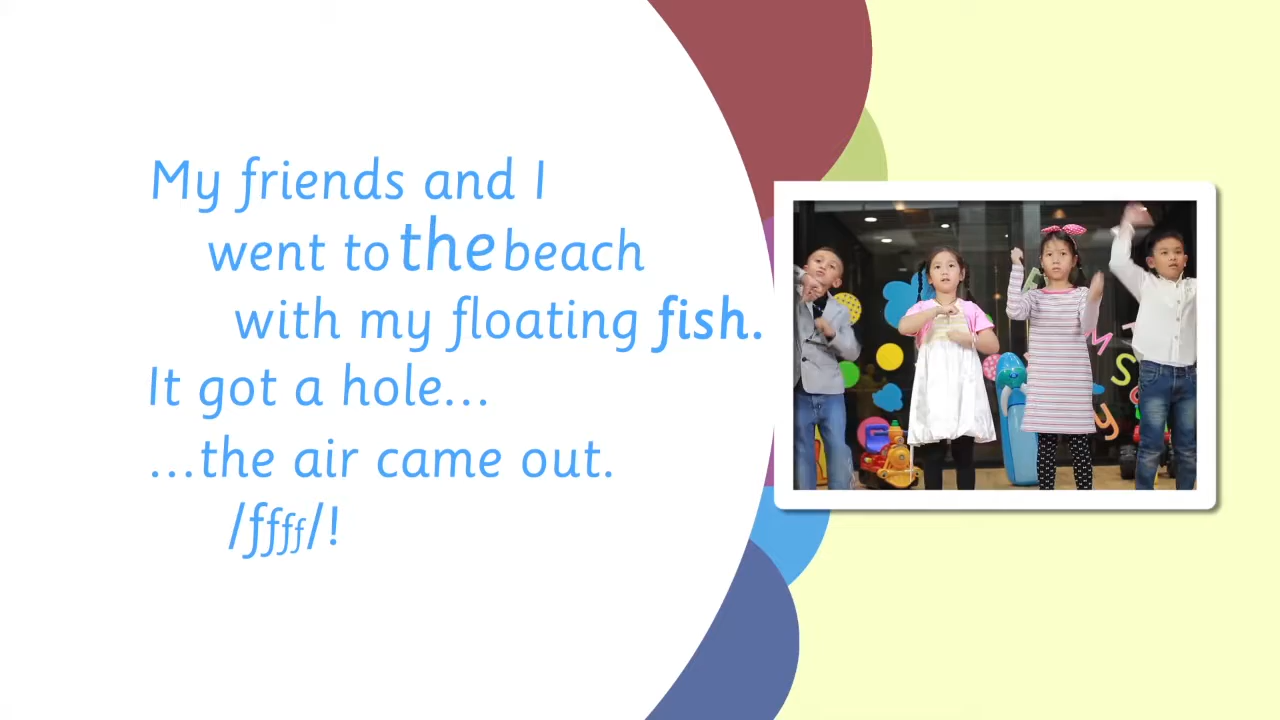 My friends and I
went to the beach
with my floating fish.
It got a hole...
...the air came out.
/ffff/!